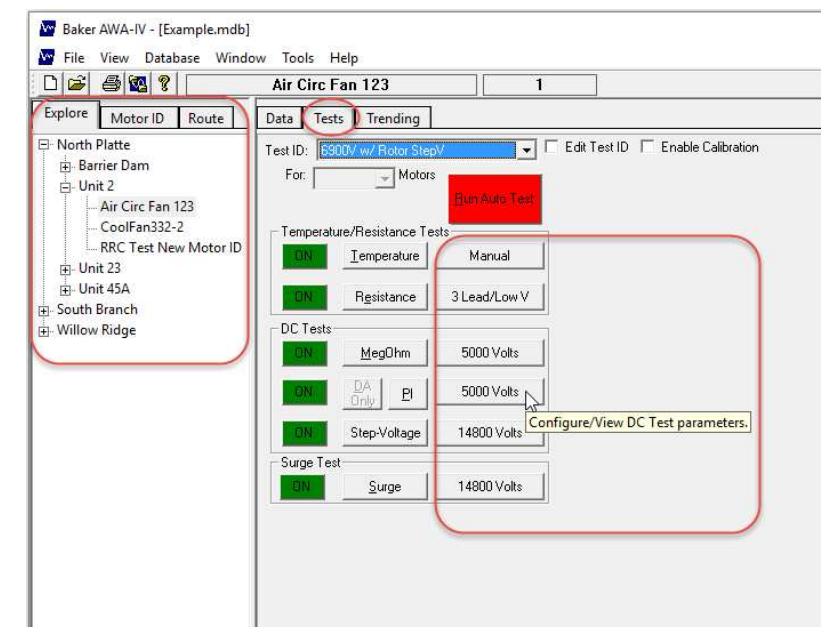 Baker AWA-IV - [Example.mdb]
File View Database Window Tools Help
Air Circ Fan 123 1
Explore Motor ID Route
North Platte
Barrier Dam
Unit 2
Air Circ Fan 123
CoolFan332-2
RRC Test New Motor ID
Unit 23
Unit 45A
South Branch
Willow Ridge
Data Tests Trending
Test ID: 6900V w/ Rotor StepV Edit Test ID Enable Calibration
For: Motors
Run Auto Test
Temperature/Resistance Tests
ON Temperature Manual
ON Resistance 3 Lead/Low V
DC Tests
ON MegOhm 5000 Volts
ON DA Only PI 5000 Volts
Configure/View DC Test parameters.
ON Step-Voltage 14800 Volts
Surge Test
ON Surge 14800 Volts